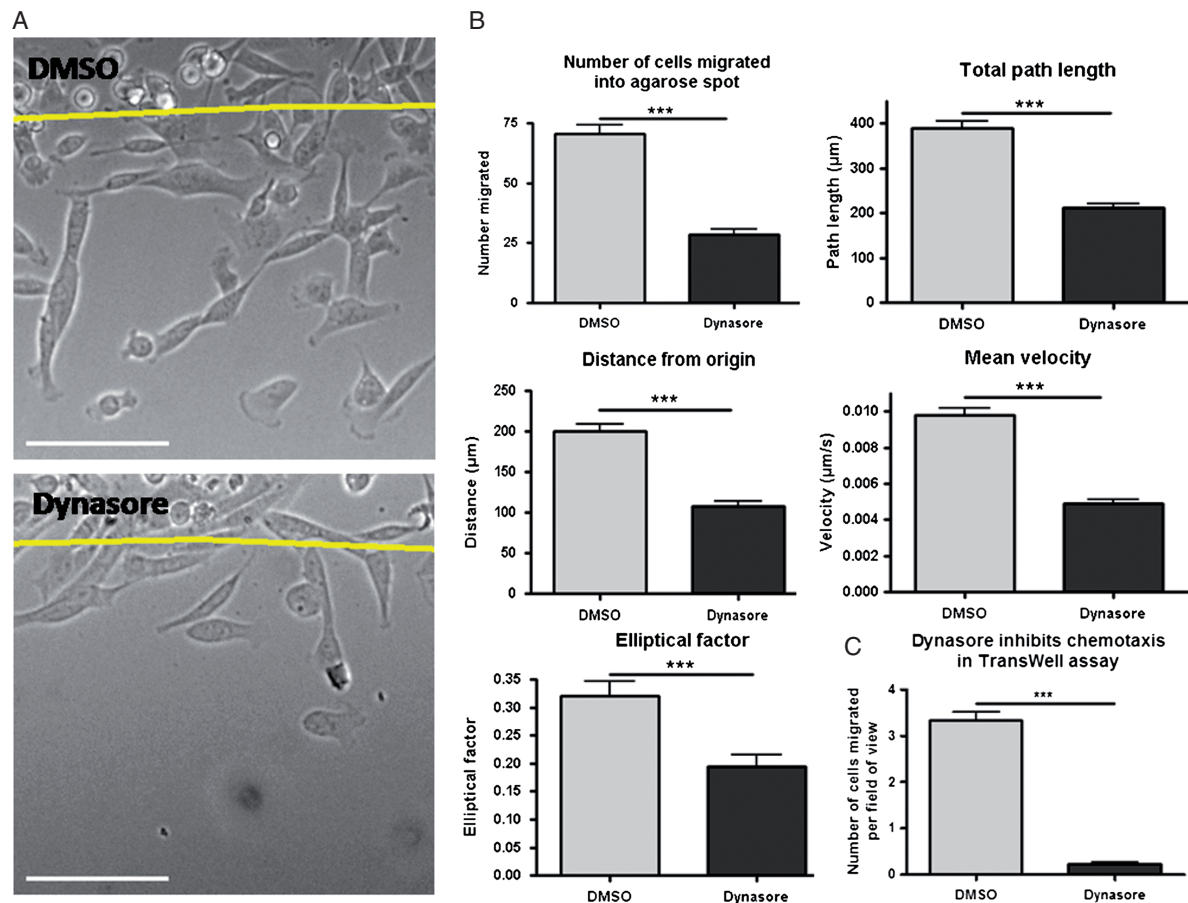 A
DMSO
Dynasore
B
Number of cells migrated
into agarose spot
***
75
50
25
0
Number migrated
DMSO
Dynasore
Total path length
***
400
300
200
100
0
Path length (µm)
DMSO
Dynasore
Distance from origin
***
250
200
150
100
50
0
Distance (µm)
DMSO
Dynasore
Mean velocity
***
0.010
0.008
0.006
0.004
0.002
0.000
Velocity (µm/s)
DMSO
Dynasore
Elliptical factor
***
0.35
0.30
0.25
0.20
0.15
0.10
0.05
0.00
Elliptical factor
DMSO
Dynasore
C
Dynasore inhibits chemotaxis
in TransWell assay
***
4
3
2
1
0
Number of cells migrated
per field of view
DMSO
Dynasore